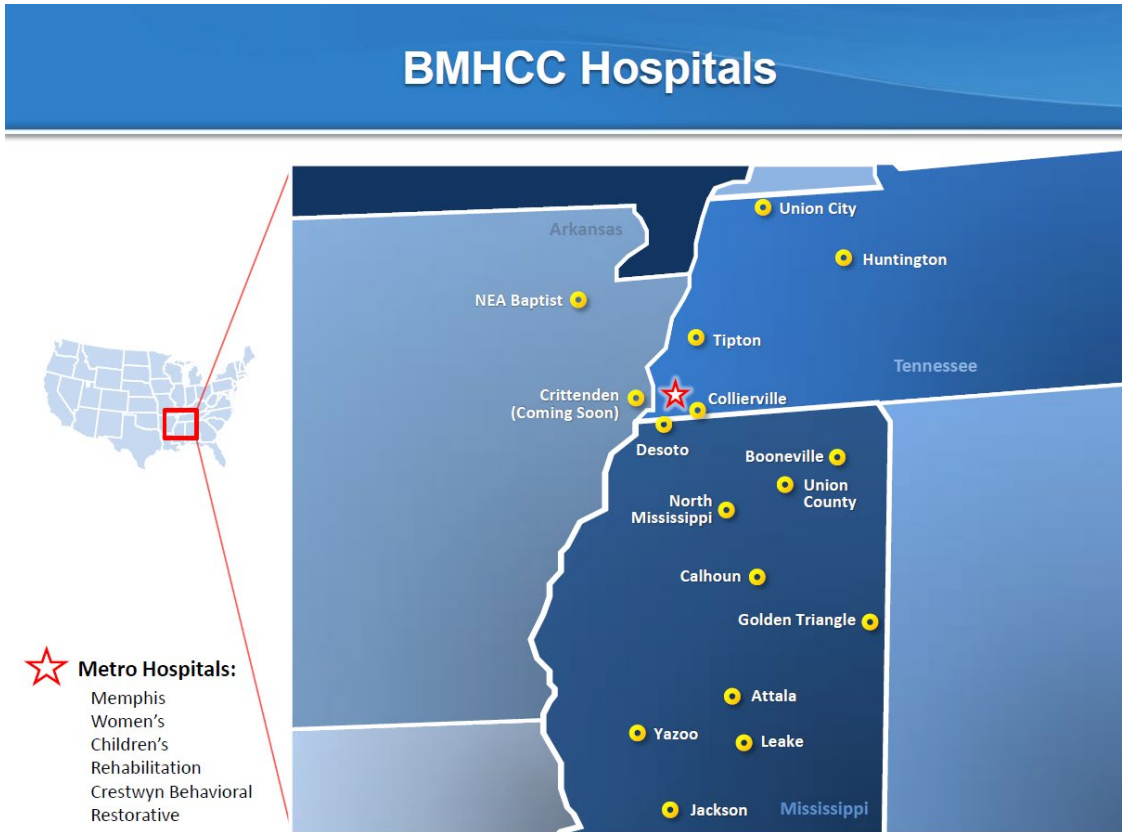 BMHCC Hospitals
Arkansas
Union City
Huntington
NEA Baptist
Tipton
Tennessee
Crittenden
(Coming Soon)
Collierville
Desoto
Booneville
Union
County
North
Mississippi
Calhoun
Golden Triangle
Attala
Yazoo
Leake
Jackson
Mississippi
Metro Hospitals:
Memphis
Women’s
Children’s
Rehabilitation
Crestwyn Behavioral
Restorative